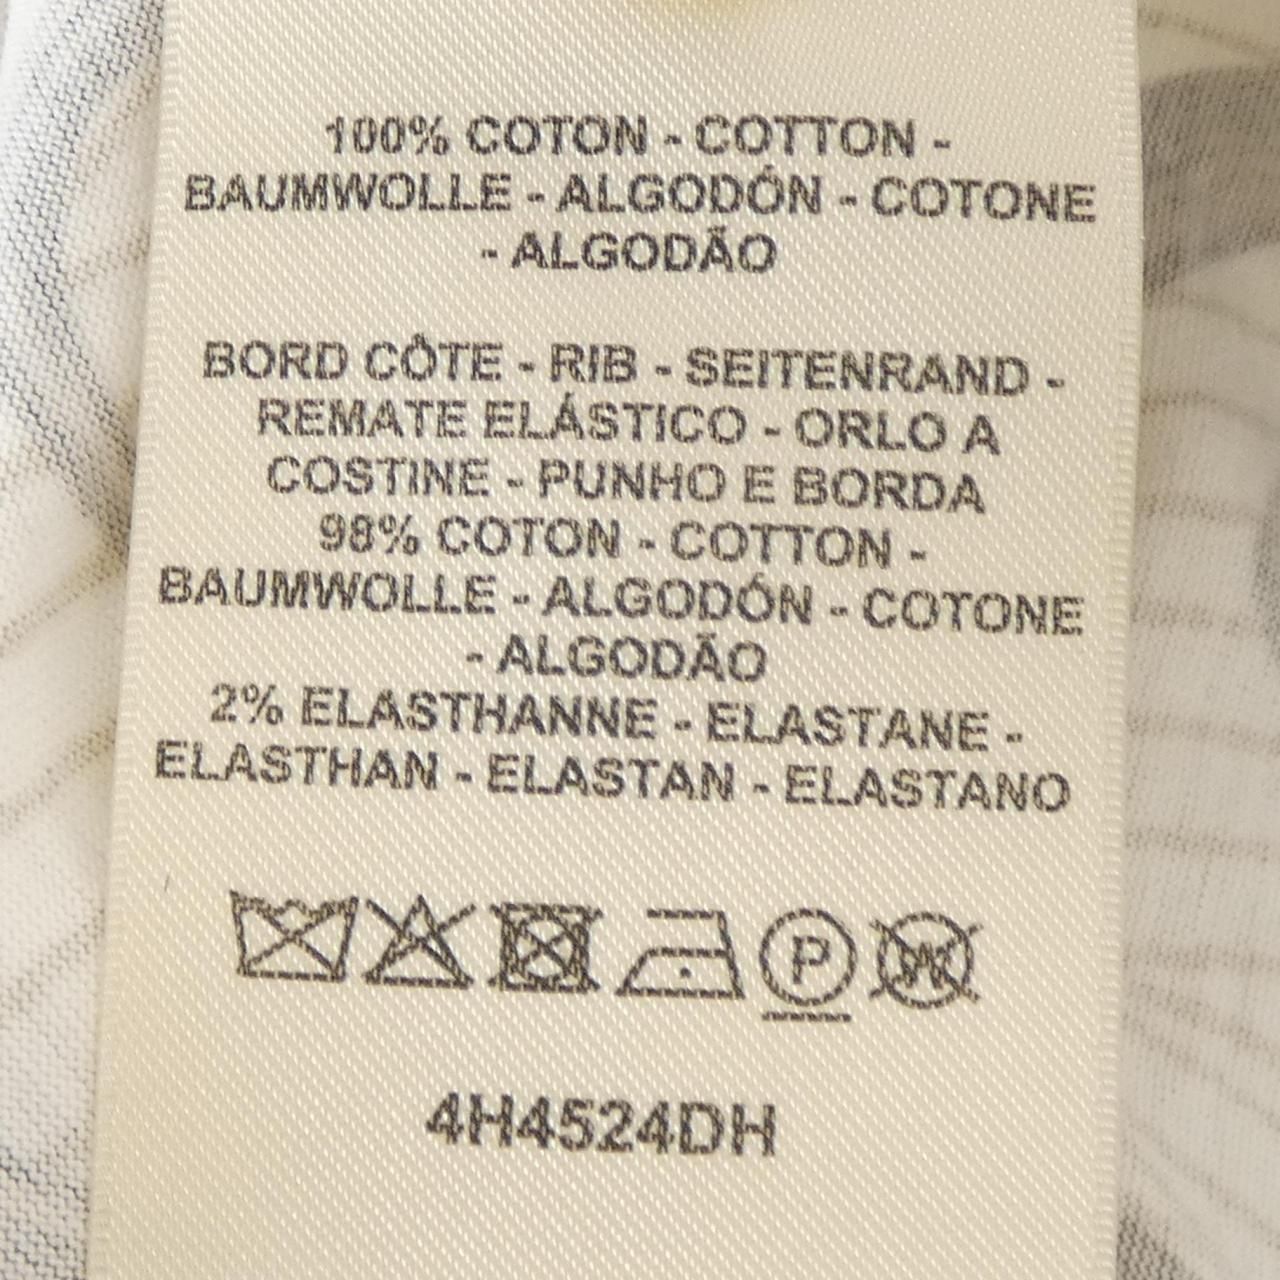 100% COTON - COTTON -
BAUMWOLLE - ALGODÓN - COTONE
- ALGODÃO
BORD CÔTE - RIB - SEITENRAND -
REMATE ELÁSTICO - ORLO A
COSTINE - PUNHO E BORDA
98% COTON - COTTON -
BAUMWOLLE - ALGODÓN - COTONE
- ALGODÃO
2% ELASTHANNE - ELASTANE -
ELASTHAN - ELASTAN - ELASTANO
P W
4H4524DH